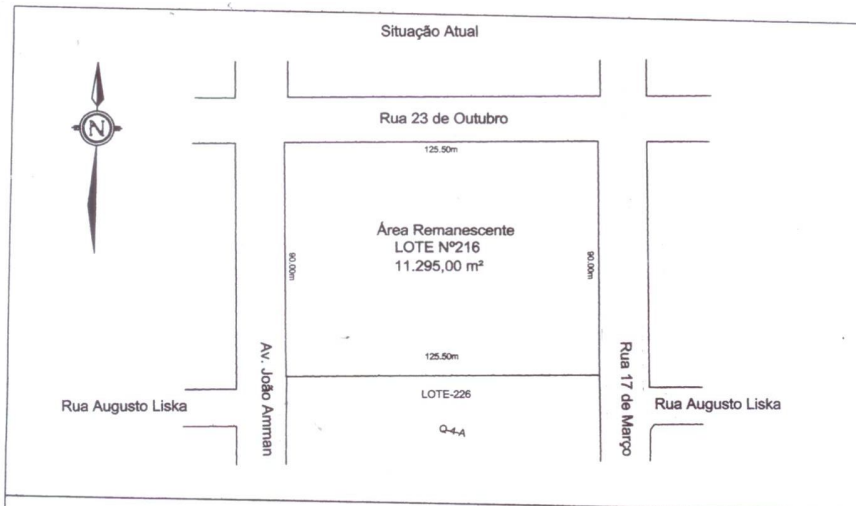 Situação Atual
N
Rua 23 de Outubro
125.50m
Área Remanescente
LOTE Nº216
11.295,00 m²
90.00m
90.00m
125.50m
Av. João Amman
Rua 17 de Março
LOTE-226
Q-4-A
Rua Augusto Liska
Rua Augusto Liska